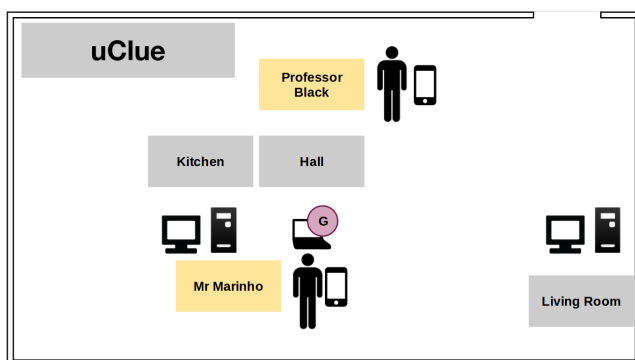 uClue
Professor
Black
Kitchen
Hall
G
Mr Marinho
Living Room